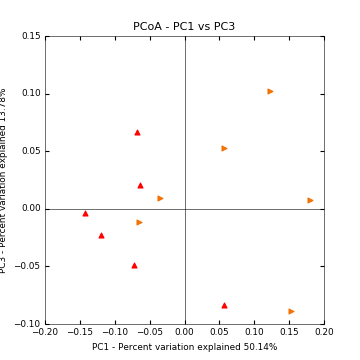 PCoA - PC1 vs PC3
0.15
0.10
0.05
0.00
−0.05
−0.10
PC3 - Percent variation explained 13.78%
−0.20 −0.15 −0.10 −0.05 0.00 0.05 0.10 0.15 0.20
PC1 - Percent variation explained 50.14%